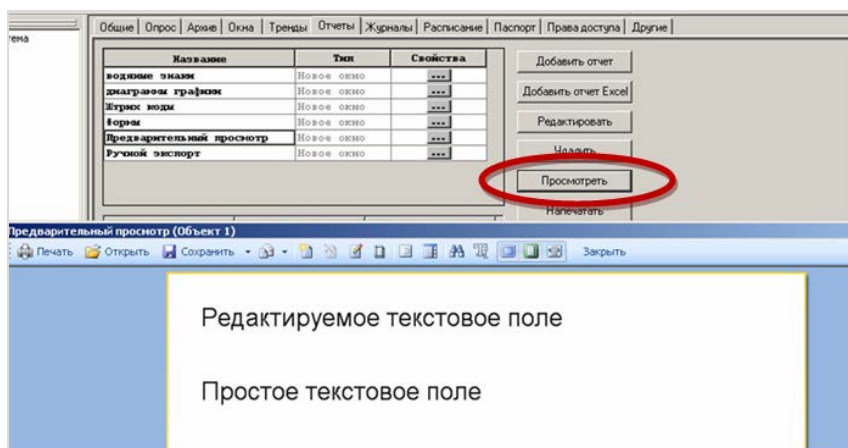 тема
Общие Опрос Архив Окна Тренды Отчеты Журналы Расписание Паспорт Права доступа Другие
Название Тип Свойства
водяные знаки Новое окно ...
диаграммы графики Новое окно ...
Штрих коды Новое окно ...
Формы Новое окно ...
Предварительный просмотр Новое окно ...
Ручной экспорт Новое окно ...
Добавить отчет
Добавить отчет Excel
Редактировать
Удалить
Просмотреть
Напечатать
Предварительный просмотр (Объект 1)
Печать Открыть Сохранить Закрыть
Редактируемое текстовое поле
Простое текстовое поле